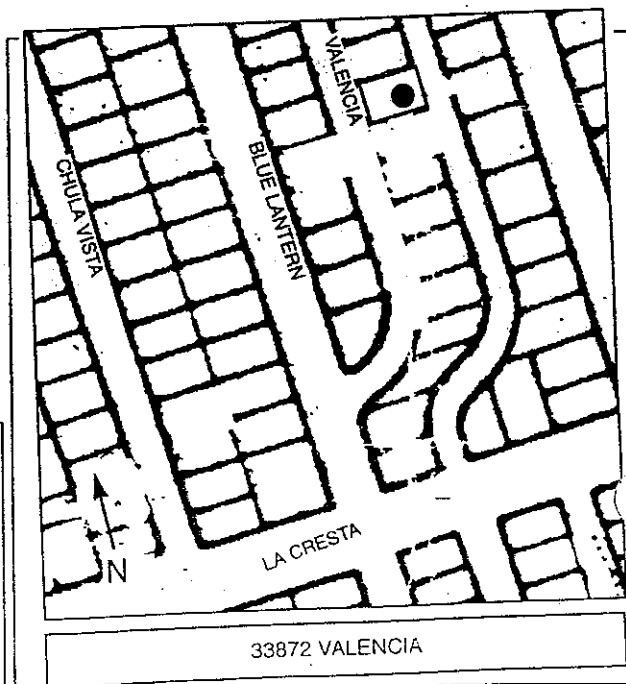 VALENCIA
CHULA VISTA
BLUE LANTERN
N
LA CRESTA
33872 VALENCIA